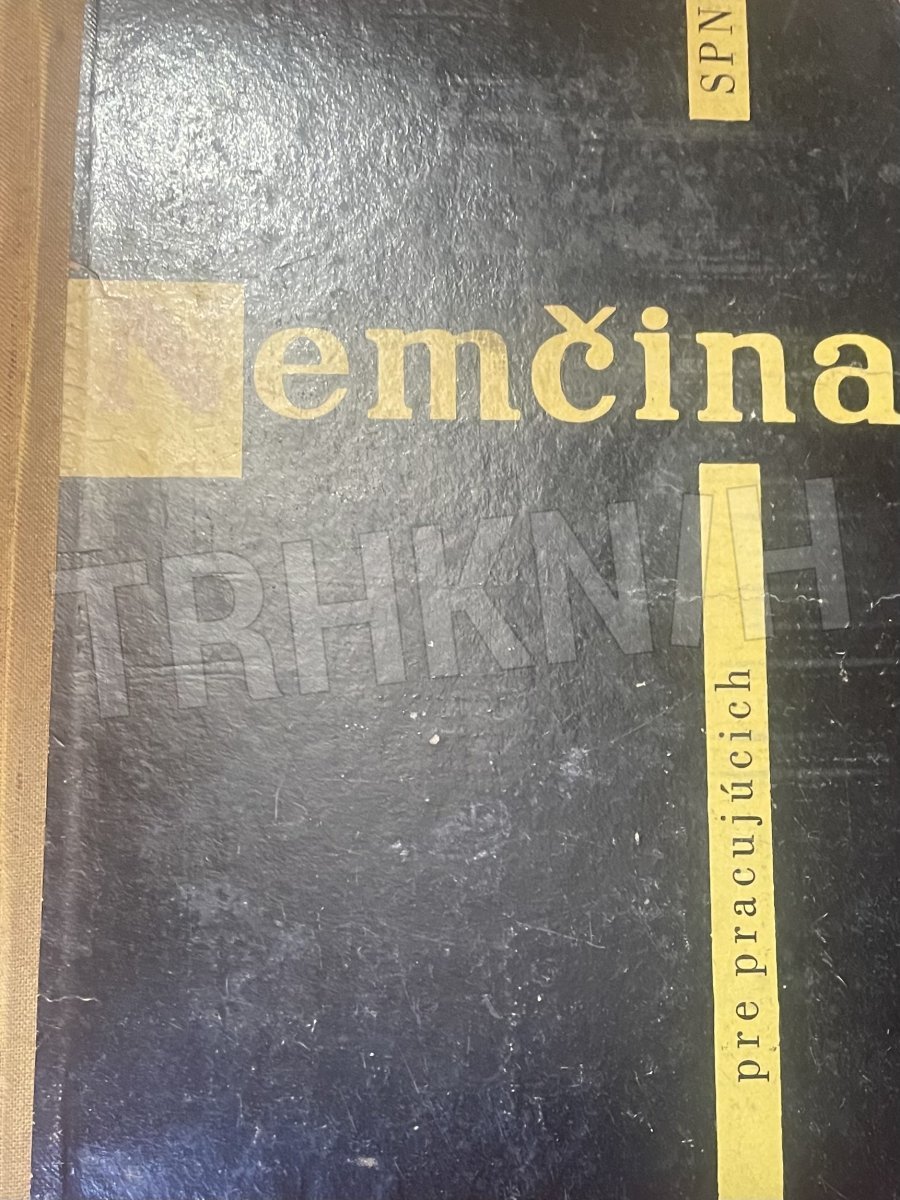 SPN
Nemčina
TRHKNIH
pre pracujúcich